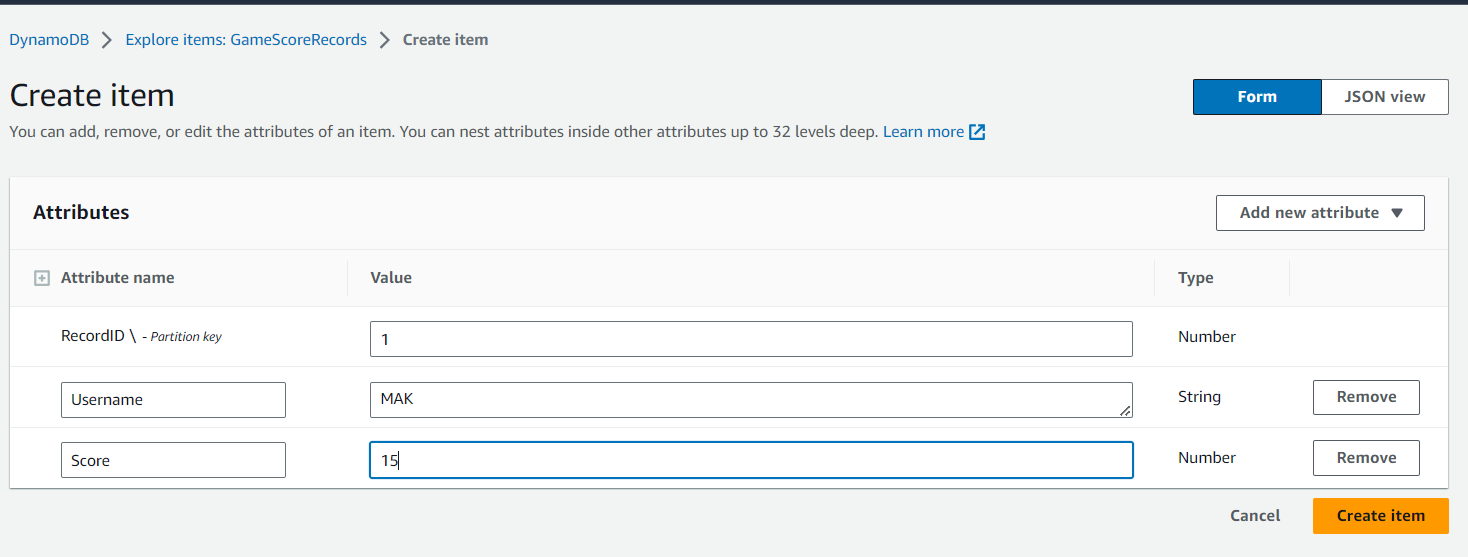 DynamoDB > Explore items: GameScoreRecords > Create item
Create item
Form JSON view
You can add, remove, or edit the attributes of an item. You can nest attributes inside other attributes up to 32 levels deep. Learn more
Attributes
Add new attribute
Attribute name Value Type
RecordID \ - Partition key 1 Number
Username MAK String Remove
Score 15 Number Remove
Cancel Create item